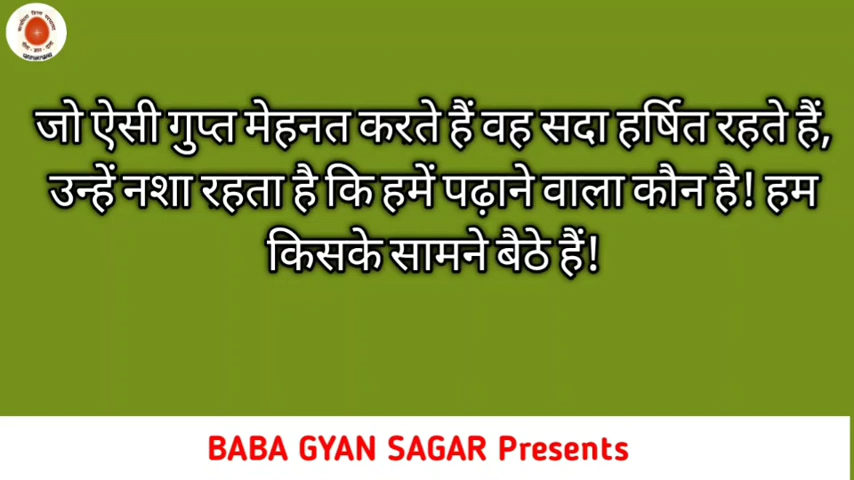 जो ऐसी गुप्त मेहनत करते हैं वह सदा हर्षित रहते हैं,
उन्हें नशा रहता है कि हमें पढ़ाने वाला कौन है! हम
किसके सामने बैठे हैं!
BABA GYAN SAGAR Presents